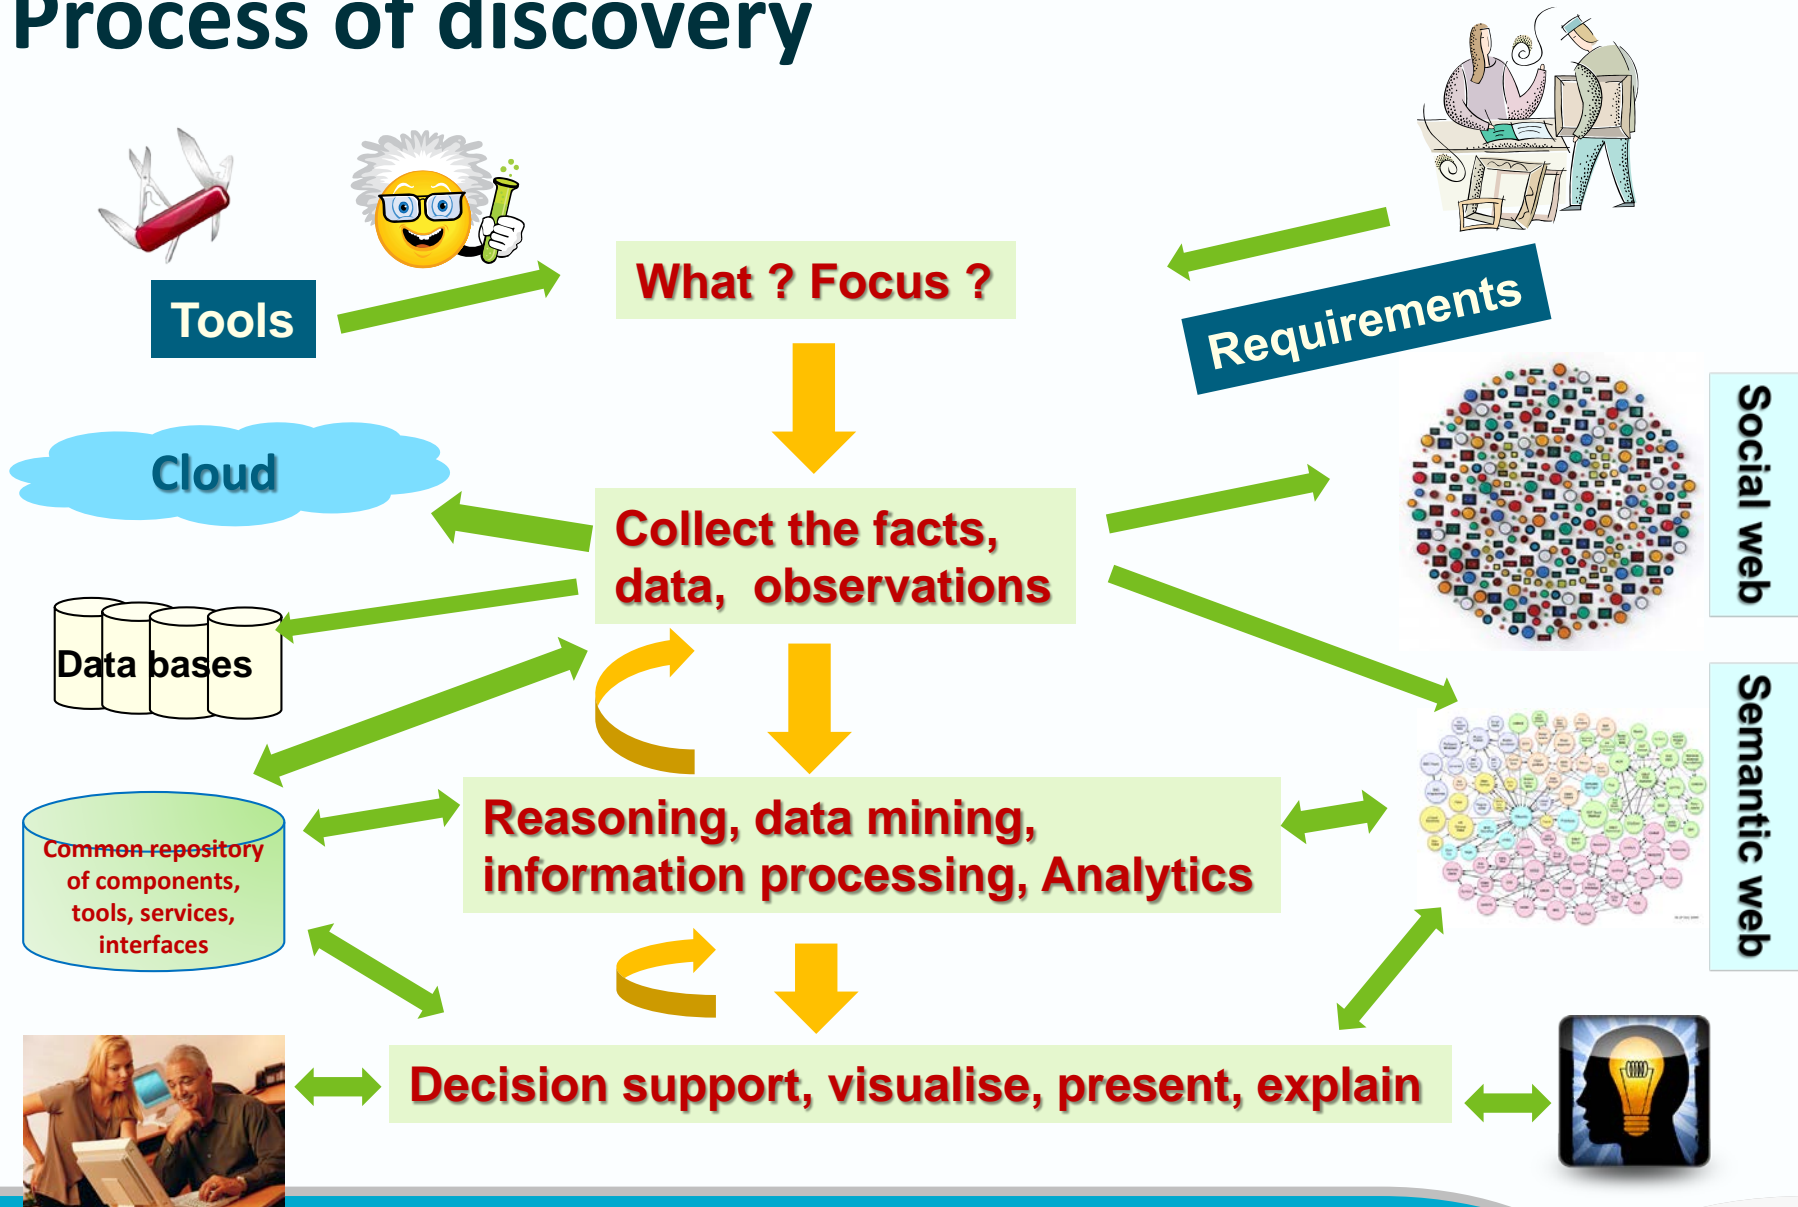 Process of discovery
Tools
What ? Focus ?
Requirements
Cloud
Social web
Collect the facts,
data, observations
Data bases
Semantic web
Reasoning, data mining,
information processing, Analytics
Common repository
of components,
tools, services,
interfaces
Decision support, visualise, present, explain